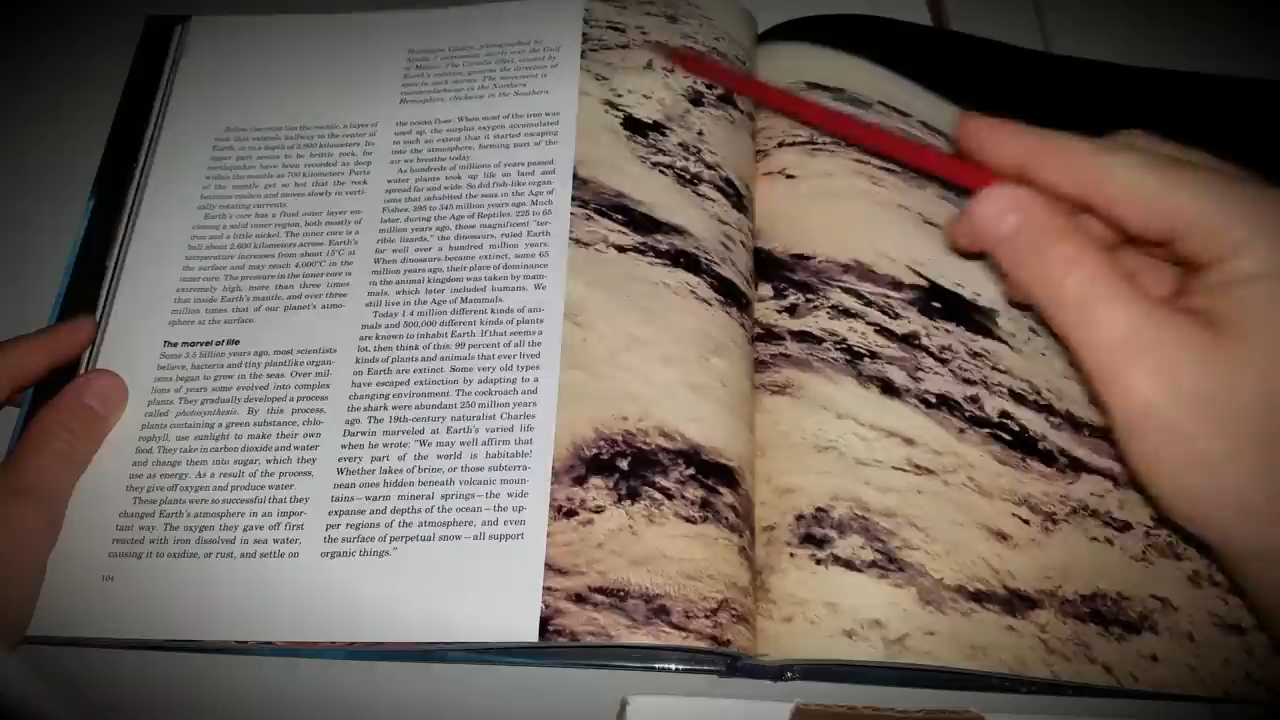 Hurricane Gladys, photographed by
Apollo 7 astronauts, swirls over the Gulf
of Mexico. The Coriolis effect, caused by
Earth's rotation, governs the direction of
spin in such storms. The movement is
counterclockwise in the Northern
Hemisphere, clockwise in the Southern.
Below the crust lies the mantle, a layer of
rock that extends halfway to the center of
Earth, or to a depth of 2,900 kilometers. Its
upper part seems to be brittle rock, for
earthquakes have been recorded as deep
within the mantle as 700 kilometers. Parts
of the mantle get so hot that the rock
becomes molten and moves slowly in verti-
cally rotating currents.
Earth's core has a fluid outer layer en-
closing a solid inner region, both mostly of
iron and a little nickel. The inner core is a
ball about 2,600 kilometers across. Earth's
temperature increases from about 15°C at
the surface and may reach 4,000°C in the
inner core. The pressure in the inner core is
extremely high, more than three times
that inside Earth's mantle, and over three
million times that of our planet's atmo-
sphere at the surface.
The marvel of life
Some 3.5 billion years ago, most scientists
believe, bacteria and tiny plantlike organ-
isms began to grow in the seas. Over mil-
lions of years some evolved into complex
plants. They gradually developed a process
called photosynthesis. By this process,
plants containing a green substance, chlo-
rophyll, use sunlight to make their own
food. They take in carbon dioxide and water
and change them into sugar, which they
use as energy. As a result of the process,
they give off oxygen and produce water.
These plants were so successful that they
changed Earth's atmosphere in an impor-
tant way. The oxygen they gave off first
reacted with iron dissolved in sea water,
causing it to oxidize, or rust, and settle on
the ocean floor. When most of the iron was
used up, the surplus oxygen accumulated
to such an extent that it started escaping
into the atmosphere, forming part of the
air we breathe today.
As hundreds of millions of years passed,
water plants took up life on land and
spread far and wide. So did fish-like organ-
isms that inhabited the seas in the Age of
Fishes, 395 to 345 million years ago. Much
later, during the Age of Reptiles, 225 to 65
million years ago, those magnificent "ter-
rible lizards," the dinosaurs, ruled Earth
for well over a hundred million years.
When dinosaurs became extinct, some 65
million years ago, their place of dominance
in the animal kingdom was taken by mam-
mals, which later included humans. We
still live in the Age of Mammals.
Today 1.4 million different kinds of ani-
mals and 500,000 different kinds of plants
are known to inhabit Earth. If that seems a
lot, then think of this: 99 percent of all the
kinds of plants and animals that ever lived
on Earth are extinct. Some very old types
have escaped extinction by adapting to a
changing environment. The cockroach and
the shark were abundant 250 million years
ago. The 19th-century naturalist Charles
Darwin marveled at Earth's varied life
when he wrote: "We may well affirm that
every part of the world is habitable!
Whether lakes of brine, or those subterra-
nean ones hidden beneath volcanic moun-
tains—warm mineral springs—the wide
expanse and depths of the ocean—the up-
per regions of the atmosphere, and even
the surface of perpetual snow—all support
organic things."
104